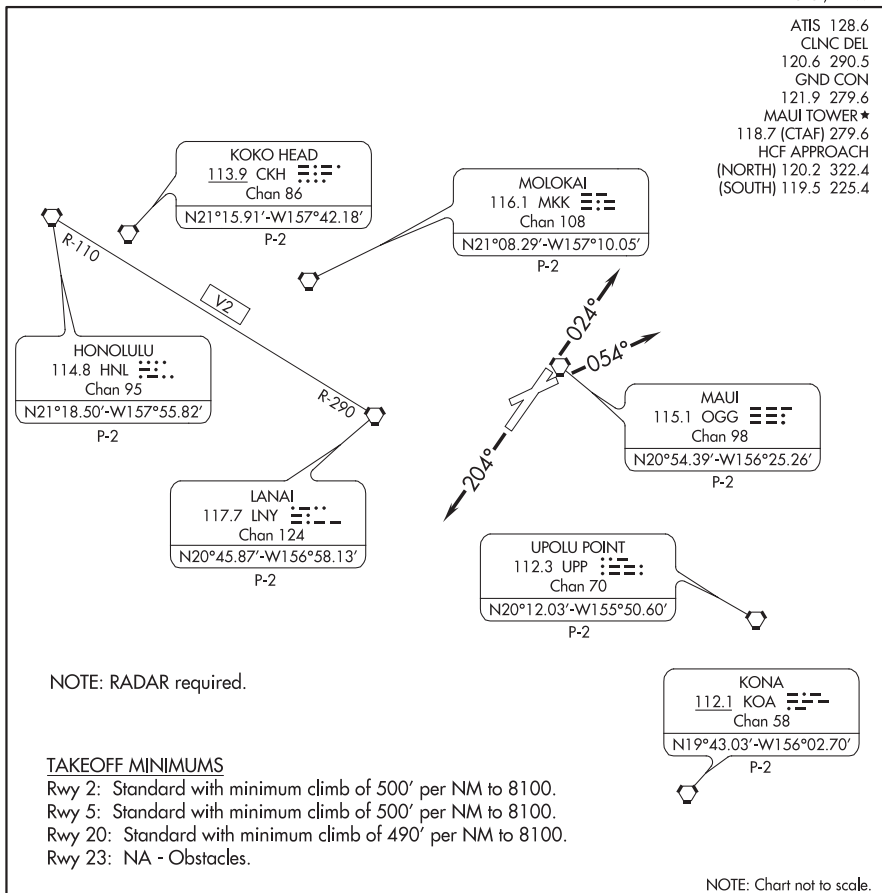 ATIS 128.6
CLNC DEL
120.6 290.5
GND CON
121.9 279.6
MAUI TOWER★
118.7 (CTAF) 279.6
HCF APPROACH
(NORTH) 120.2 322.4
(SOUTH) 119.5 225.4
KOKO HEAD
113.9 CKH
Chan 86
N21°15.91′-W157°42.18′
P-2
MOLOKAI
116.1 MKK
Chan 108
N21°08.29′-W157°10.05′
P-2
R-110
V2
R-290
HONOLULU
114.8 HNL
Chan 95
N21°18.50′-W157°55.82′
P-2
024°
054°
204°
MAUI
115.1 OGG
Chan 98
N20°54.39′-W156°25.26′
P-2
LANAI
117.7 LNY
Chan 124
N20°45.87′-W156°58.13′
P-2
UPOLU POINT
112.3 UPP
Chan 70
N20°12.03′-W155°50.60′
P-2
KONA
112.1 KOA
Chan 58
N19°43.03′-W156°02.70′
P-2
NOTE: RADAR required.
TAKEOFF MINIMUMS
Rwy 2: Standard with minimum climb of 500′ per NM to 8100.
Rwy 5: Standard with minimum climb of 500′ per NM to 8100.
Rwy 20: Standard with minimum climb of 490′ per NM to 8100.
Rwy 23: NA - Obstacles.
NOTE: Chart not to scale.